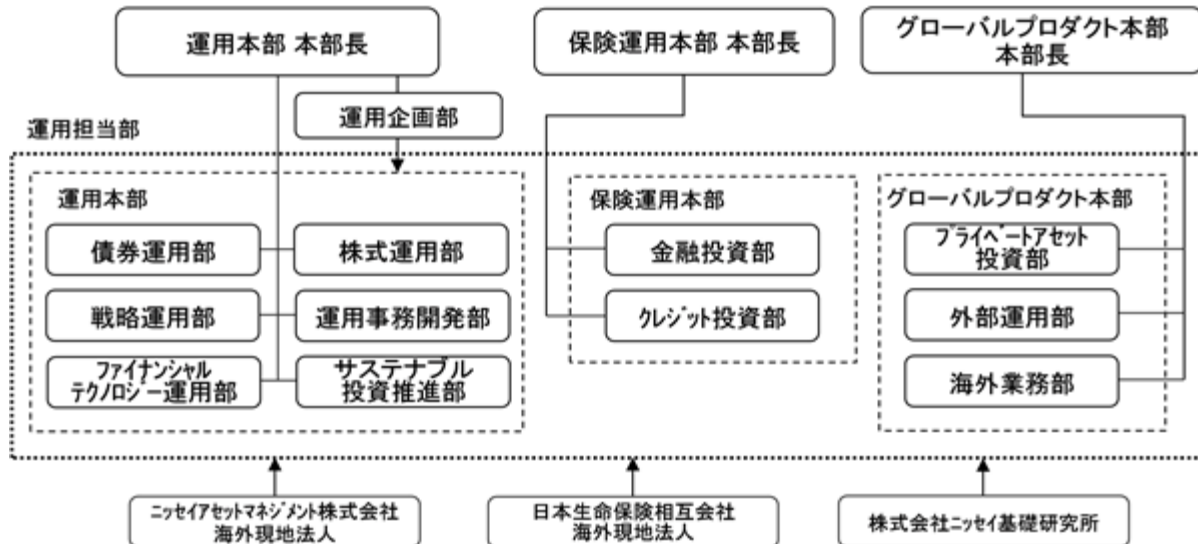 運用本部 本部長
保険運用本部 本部長
グローバルプロダクト本部
本部長
運用企画部
運用担当部
運用本部
保険運用本部
グローバルプロダクト本部
債券運用部
株式運用部
金融投資部
プライベートアセット
投資部
戦略運用部
運用事務開発部
クレジット投資部
外部運用部
ファイナンシャル
テクノロジー運用部
サステナブル
投資推進部
海外業務部
ニッセイアセットマネジメント株式会社
海外現地法人
日本生命保険相互会社
海外現地法人
株式会社ニッセイ基礎研究所